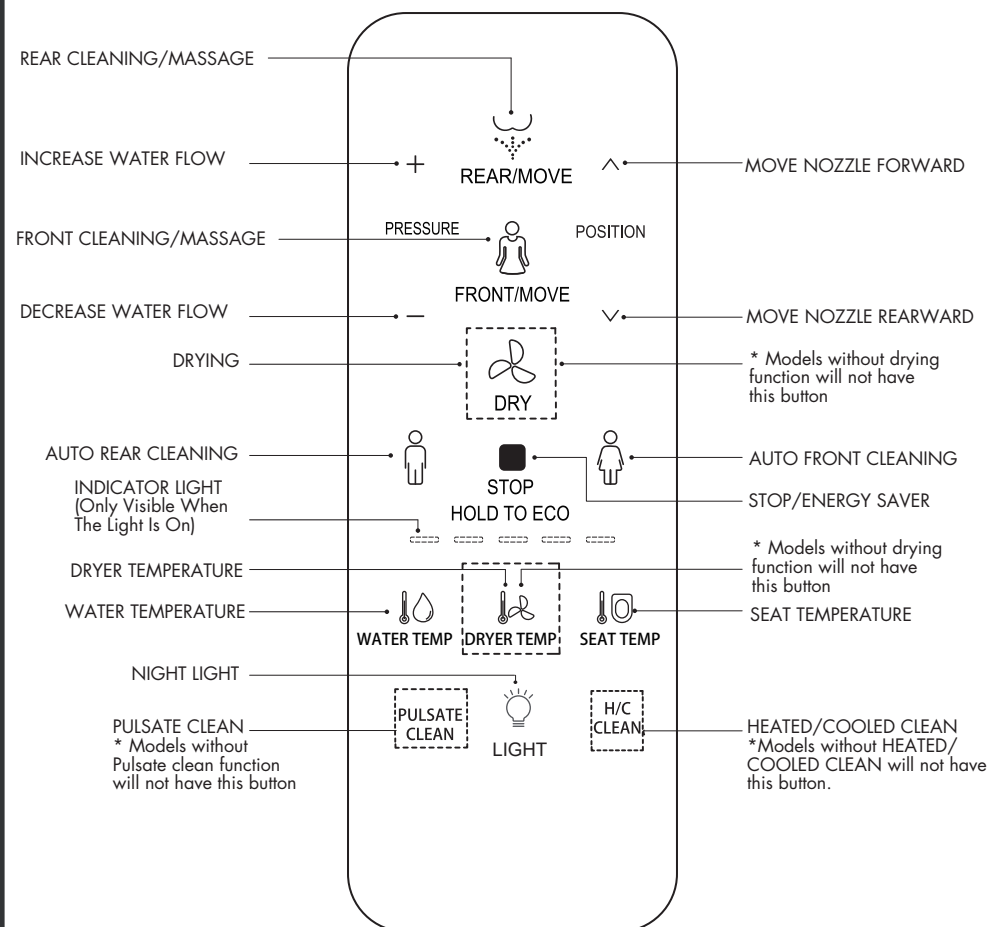 REAR CLEANING/MASSAGE
INCREASE WATER FLOW
+
REAR/MOVE
MOVE NOZZLE FORWARD
FRONT CLEANING/MASSAGE
PRESSURE
POSITION
FRONT/MOVE
DECREASE WATER FLOW
−
MOVE NOZZLE REARWARD
DRYING
DRY
* Models without drying
function will not have
this button
AUTO REAR CLEANING
AUTO FRONT CLEANING
STOP
HOLD TO ECO
STOP/ENERGY SAVER
INDICATOR LIGHT
(Only Visible When
The Light Is On)
* Models without drying
function will not have
this button
DRYER TEMPERATURE
WATER TEMPERATURE
SEAT TEMPERATURE
WATER TEMP
DRYER TEMP
SEAT TEMP
NIGHT LIGHT
PULSATE
CLEAN
LIGHT
H/C
CLEAN
PULSATE CLEAN
* Models without
Pulsate clean function
will not have this button
HEATED/COOLED CLEAN
*Models without HEATED/
COOLED CLEAN will not have
this button.